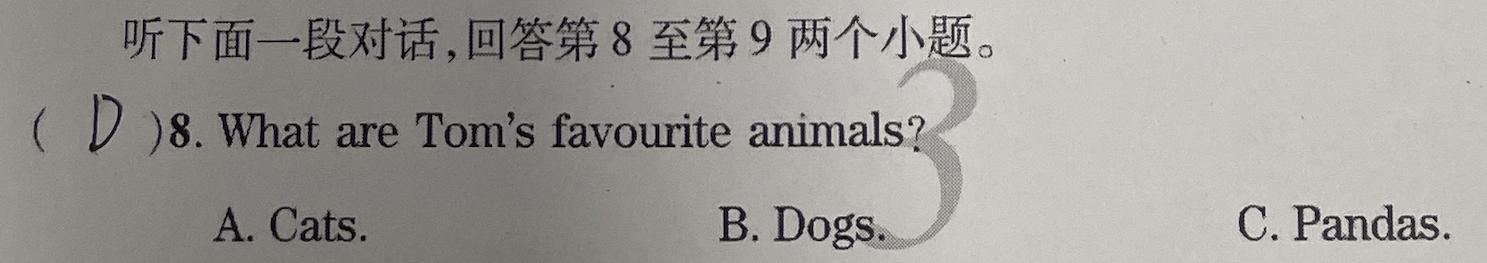 听下面一段对话,回答第 8 至第 9 两个小题。
( D )8. What are Tom's favourite animals?
A. Cats. B. Dogs. C. Pandas.
3